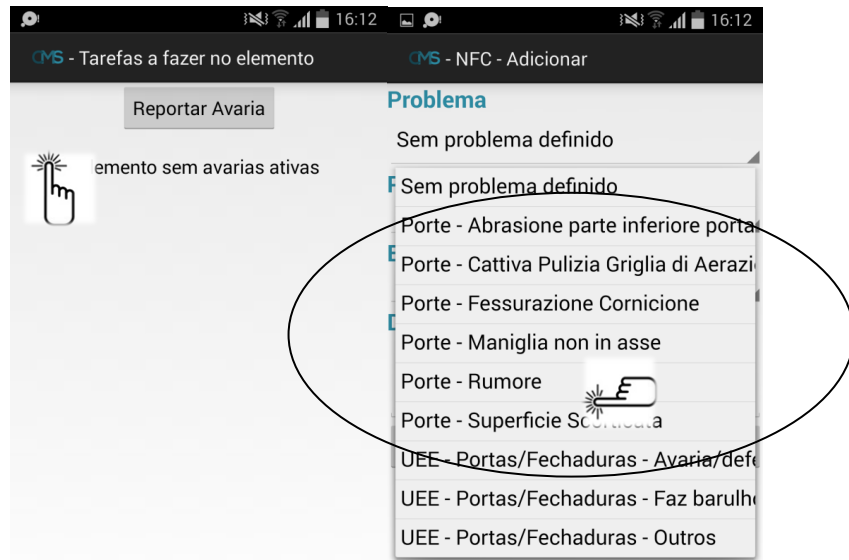 16:12
CMS - Tarefas a fazer no elemento
Reportar Avaria
emento sem avarias ativas
16:12
CMS - NFC - Adicionar
Problema
Sem problema definido
Sem problema definido
Porte - Abrasione parte inferiore porta
Porte - Cattiva Pulizia Griglia di Aerazi
Porte - Fessurazione Cornicione
Porte - Maniglia non in asse
Porte - Rumore
Porte - Superficie
UEE - Portas/Fechaduras - Avaria/defe
UEE - Portas/Fechaduras - Faz barulh
UEE - Portas/Fechaduras - Outros